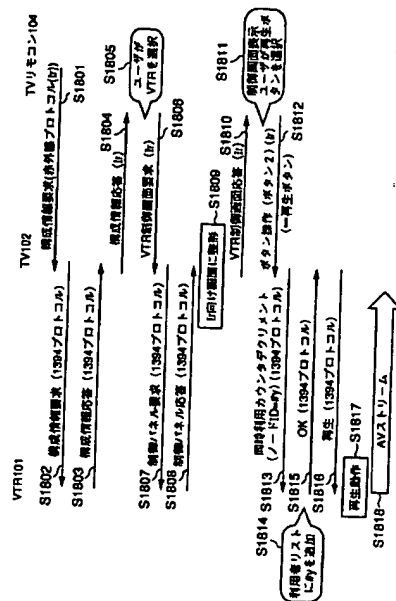 TVリモコン104
TV102
VTR101
構成情報要求(赤外線プロトコル(Ir))
S1801
S1802
構成情報要求 (1394プロトコル)
S1803
構成情報応答 (1394プロトコル)
S1804
構成情報応答 (Ir)
S1805
ユーザが
VTRを選択
S1806
VTR制御画面要求 (Ir)
S1807
制御パネル要求 (1394プロトコル)
S1808
制御パネル応答 (1394プロトコル)
S1809
Ir向け画面に整形
S1810
VTR制御画面応答 (Ir)
S1811
制御画面表示
ユーザが再生ボ
タンを選択
S1812
ボタン操作 (ボタン2) (Ir)
(=再生ボタン)
同時利用カウンタデクリメント
S1813
(ノードID=#y) (1394プロトコル)
S1814
利用者リスト
に#yを追加
S1815
OK (1394プロトコル)
S1816
再生 (1394プロトコル)
S1817
再生動作
S1818
AVストリーム